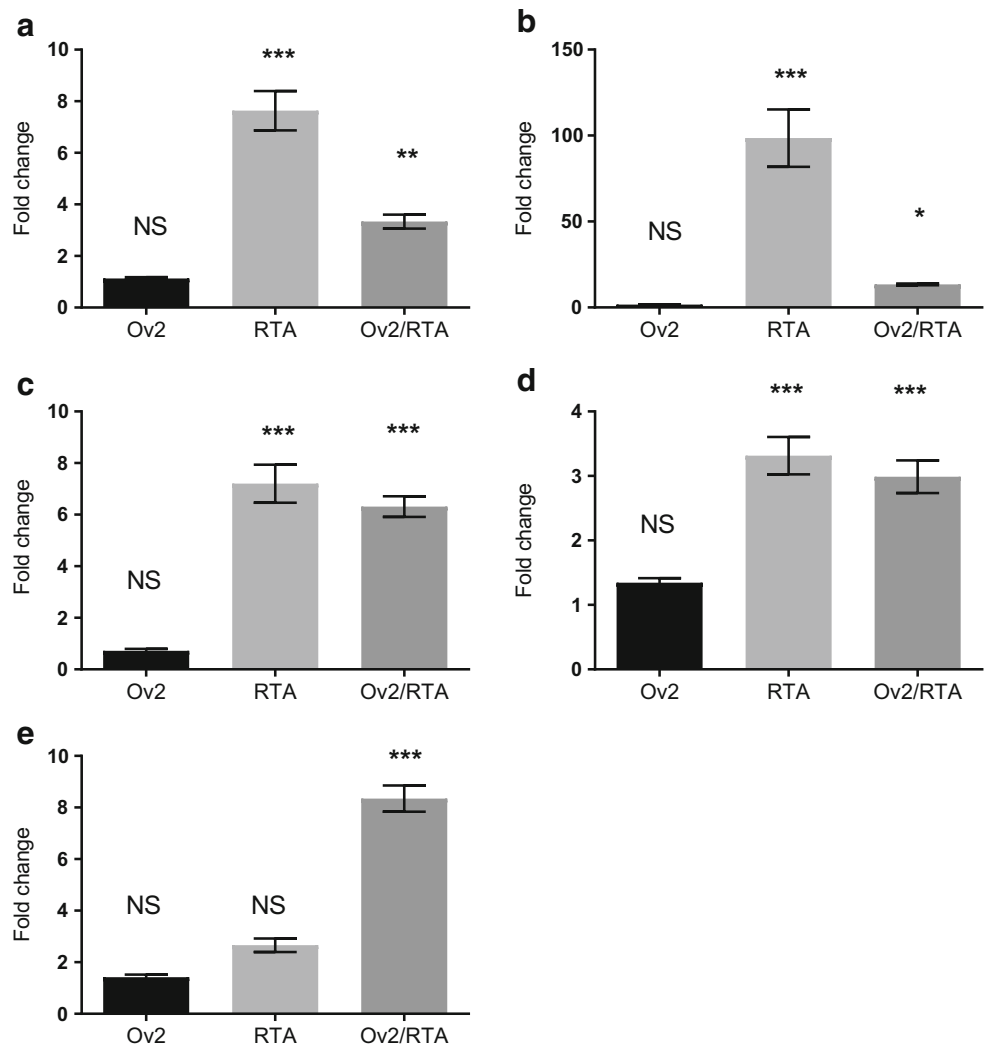 a
10
8
6
4
2
0
Fold change
NS
***
**
Ov2 RTA Ov2/RTA
b
150
100
50
0
Fold change
NS
***
*
Ov2 RTA Ov2/RTA
c
10
8
6
4
2
0
Fold change
NS
***
***
Ov2 RTA Ov2/RTA
d
4
3
2
1
0
Fold change
NS
***
***
Ov2 RTA Ov2/RTA
e
10
8
6
4
2
0
Fold change
NS
NS
***
Ov2 RTA Ov2/RTA